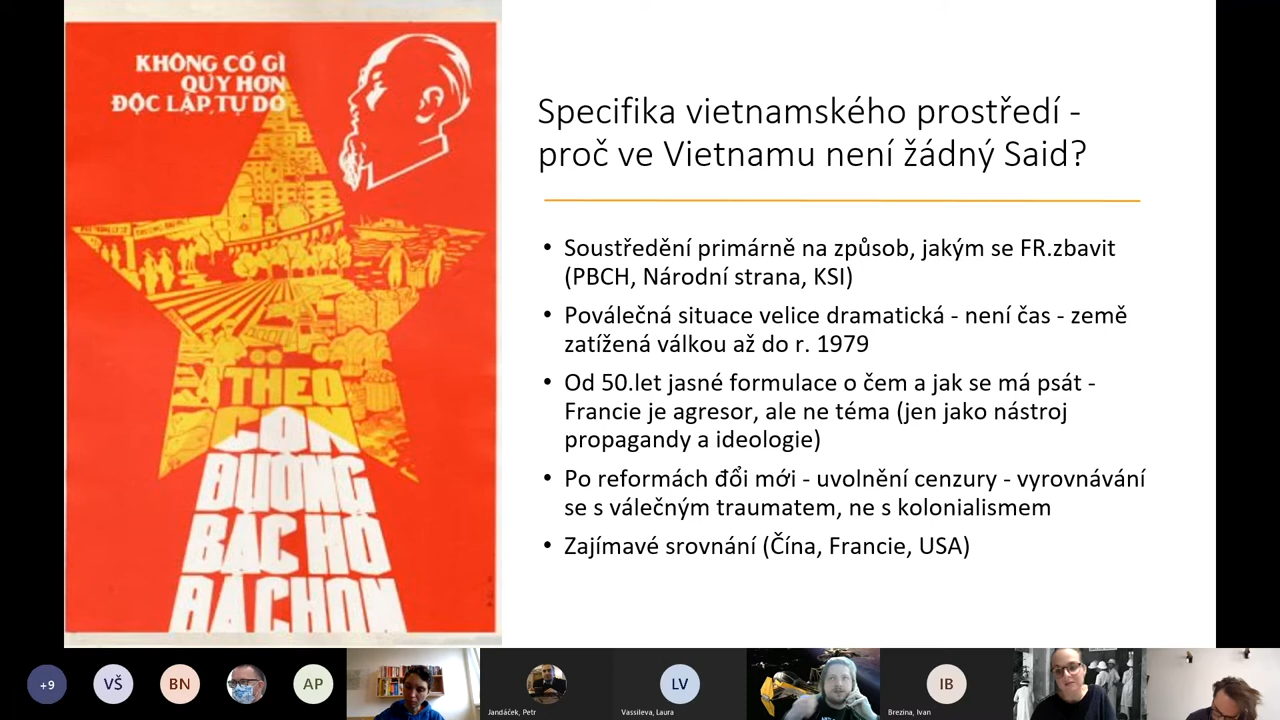 KHÔNG CÓ GÌ
QUÝ HƠN
ĐỘC LẬP, TỰ DO
THEO
CON
ĐƯỜNG
BÁC HỒ
ĐÃ CHỌN
Specifika vietnamského prostředí -
proč ve Vietnamu není žádný Said?
• Soustředění primárně na způsob, jakým se FR.zbavit
(PBCH, Národní strana, KSI)
• Poválečná situace velice dramatická - není čas - země
zatížená válkou až do r. 1979
• Od 50.let jasné formulace o čem a jak se má psát -
Francie je agresor, ale ne téma (jen jako nástroj
propagandy a ideologie)
• Po reformách đổi mới - uvolnění cenzury - vyrovnávání
se s válečným traumatem, ne s kolonialismem
• Zajímavé srovnání (Čína, Francie, USA)
+9
VŠ
BN
AP
Jandáček, Petr
LV
Vassileva, Laura
IB
Brezina, Ivan